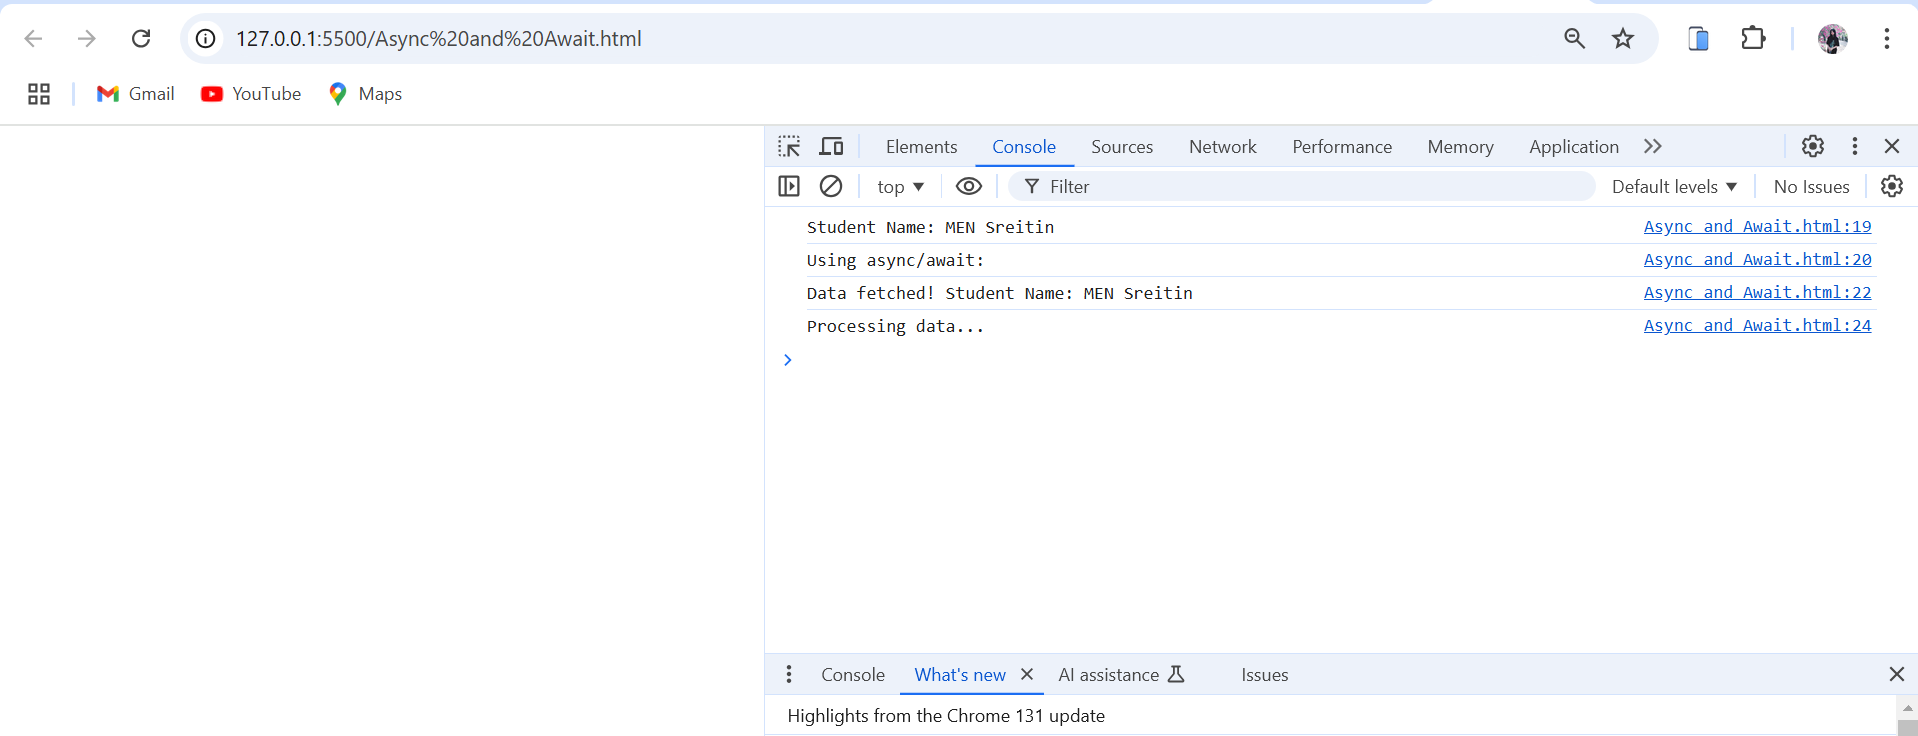 127.0.0.1:5500/Async%20and%20Await.html
Gmail YouTube Maps
Elements Console Sources Network Performance Memory Application
top Filter Default levels No Issues
Student Name: MEN Sreitin Async and Await.html:19
Using async/await: Async and Await.html:20
Data fetched! Student Name: MEN Sreitin Async and Await.html:22
Processing data... Async and Await.html:24
Console What's new AI assistance Issues
Highlights from the Chrome 131 update